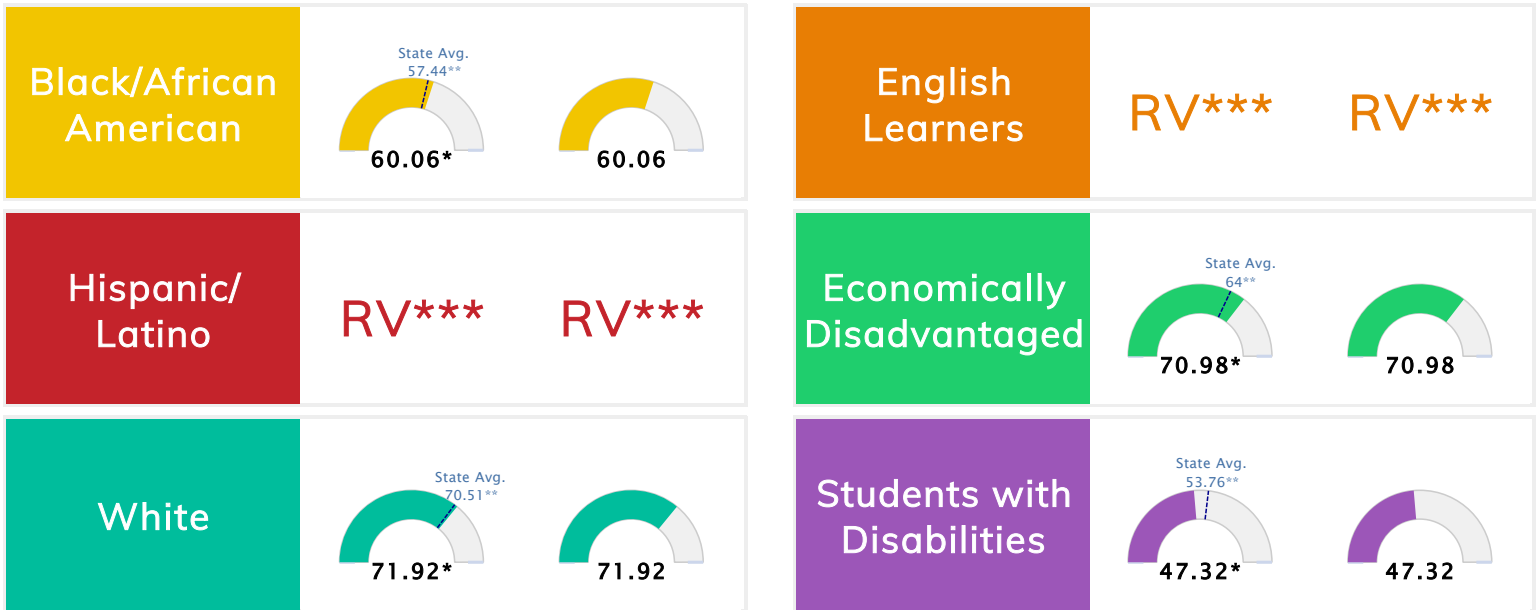 Black/African
American
State Avg.
57.44**
60.06*
60.06
English
Learners
RV***
RV***
Hispanic/
Latino
RV***
RV***
Economically
Disadvantaged
State Avg.
64**
70.98*
70.98
White
State Avg.
70.51**
71.92*
71.92
Students with
Disabilities
State Avg.
53.76**
47.32*
47.32